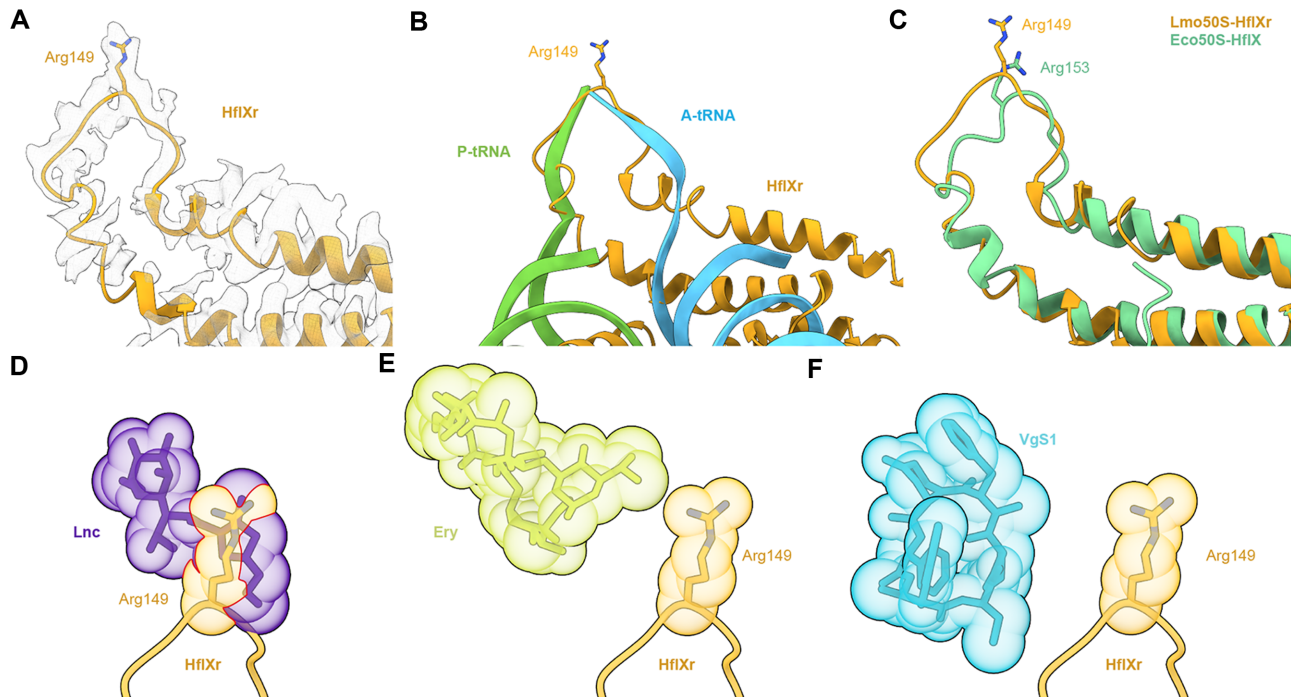 A
Arg149
HflXr
B
Arg149
A-tRNA
P-tRNA
HflXr
C
Lmo50S-HflXr
Eco50S-HflX
Arg149
Arg153
D
Lnc
Arg149
HflXr
E
Ery
Arg149
HflXr
F
VgS1
Arg149
HflXr